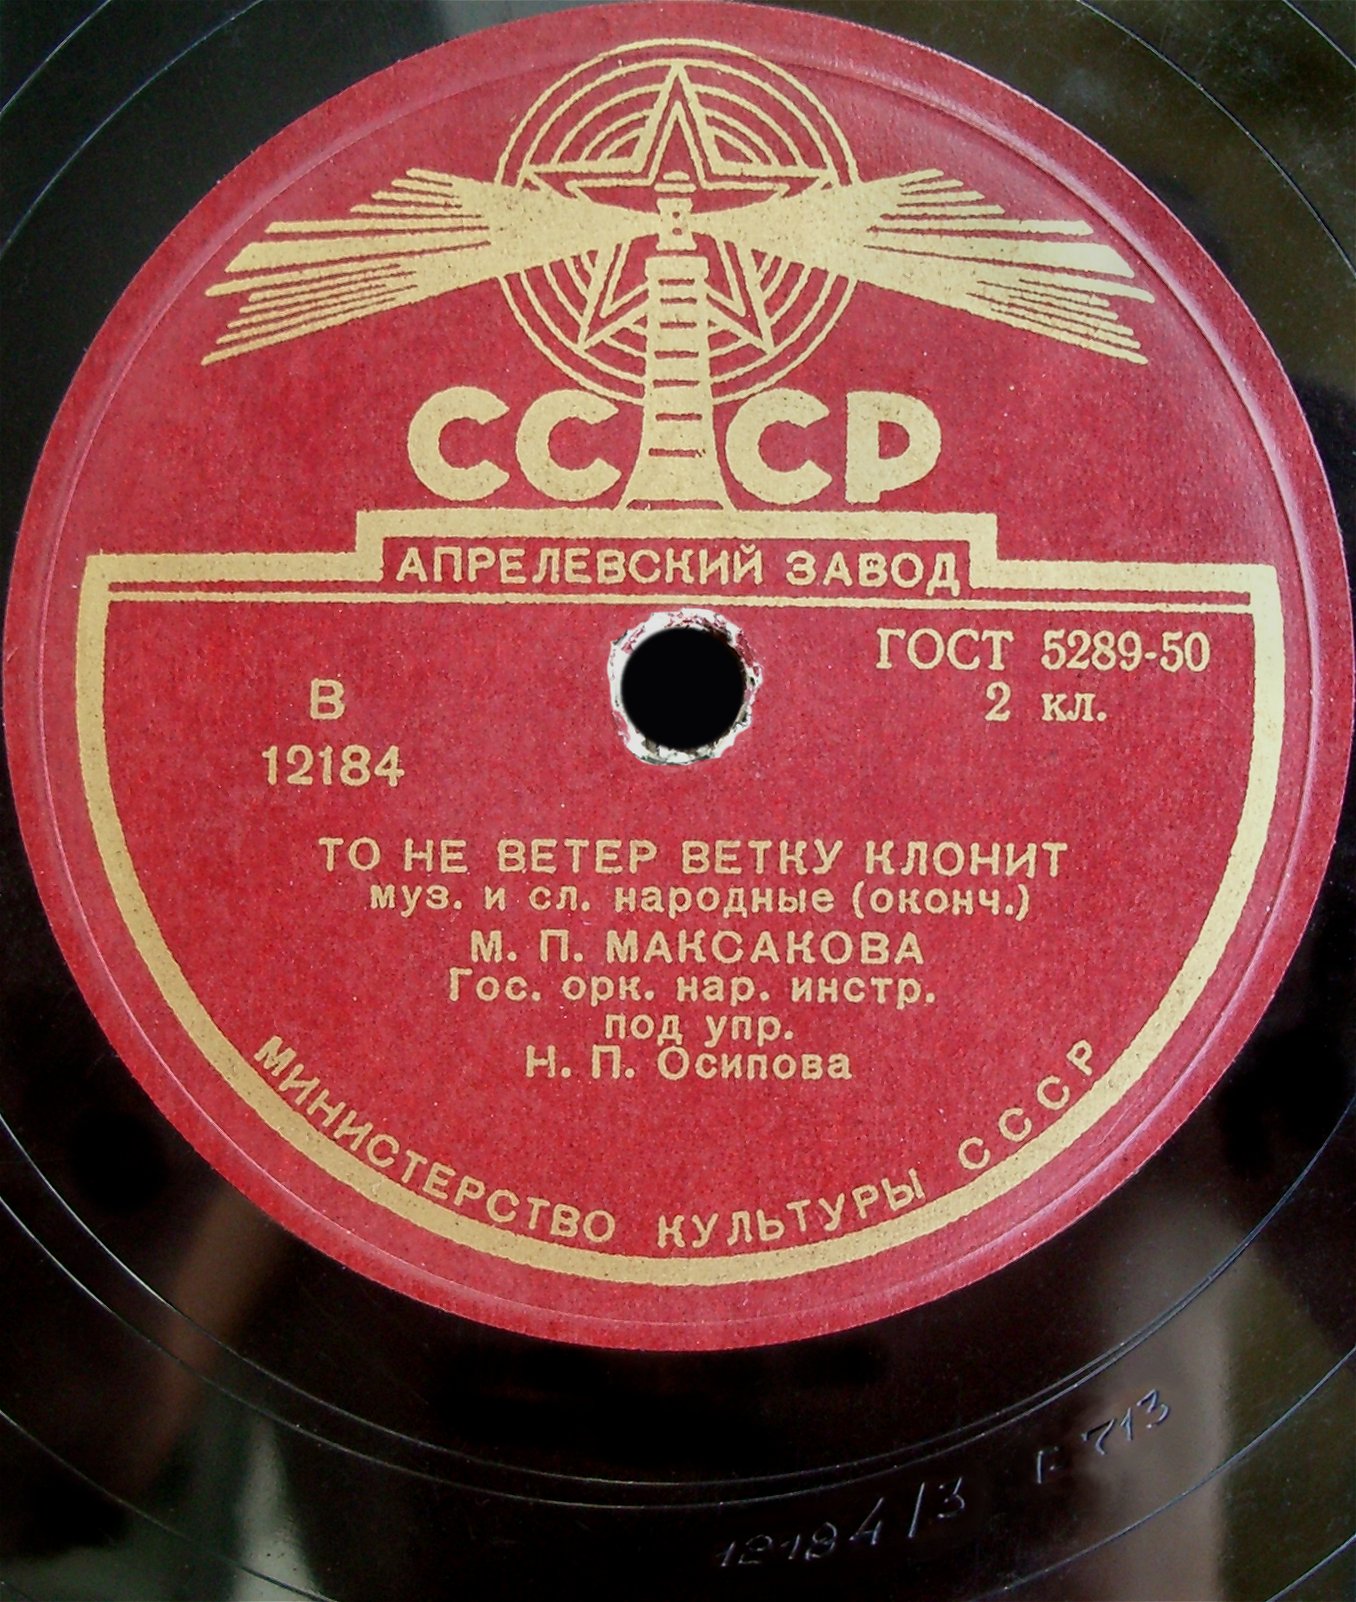 СССР
АПРЕЛЕВСКИЙ ЗАВОД
ГОСТ 5289-50
2 кл.
В
12184
ТО НЕ ВЕТЕР ВЕТКУ КЛОНИТ
муз. и сл. народные (оконч.)
М. П. МАКСАКОВА
Гос. орк. нар. инстр.
под упр.
Н. П. Осипова
МИНИСТЕРСТВО КУЛЬТУРЫ СССР
12184/3 Г 713